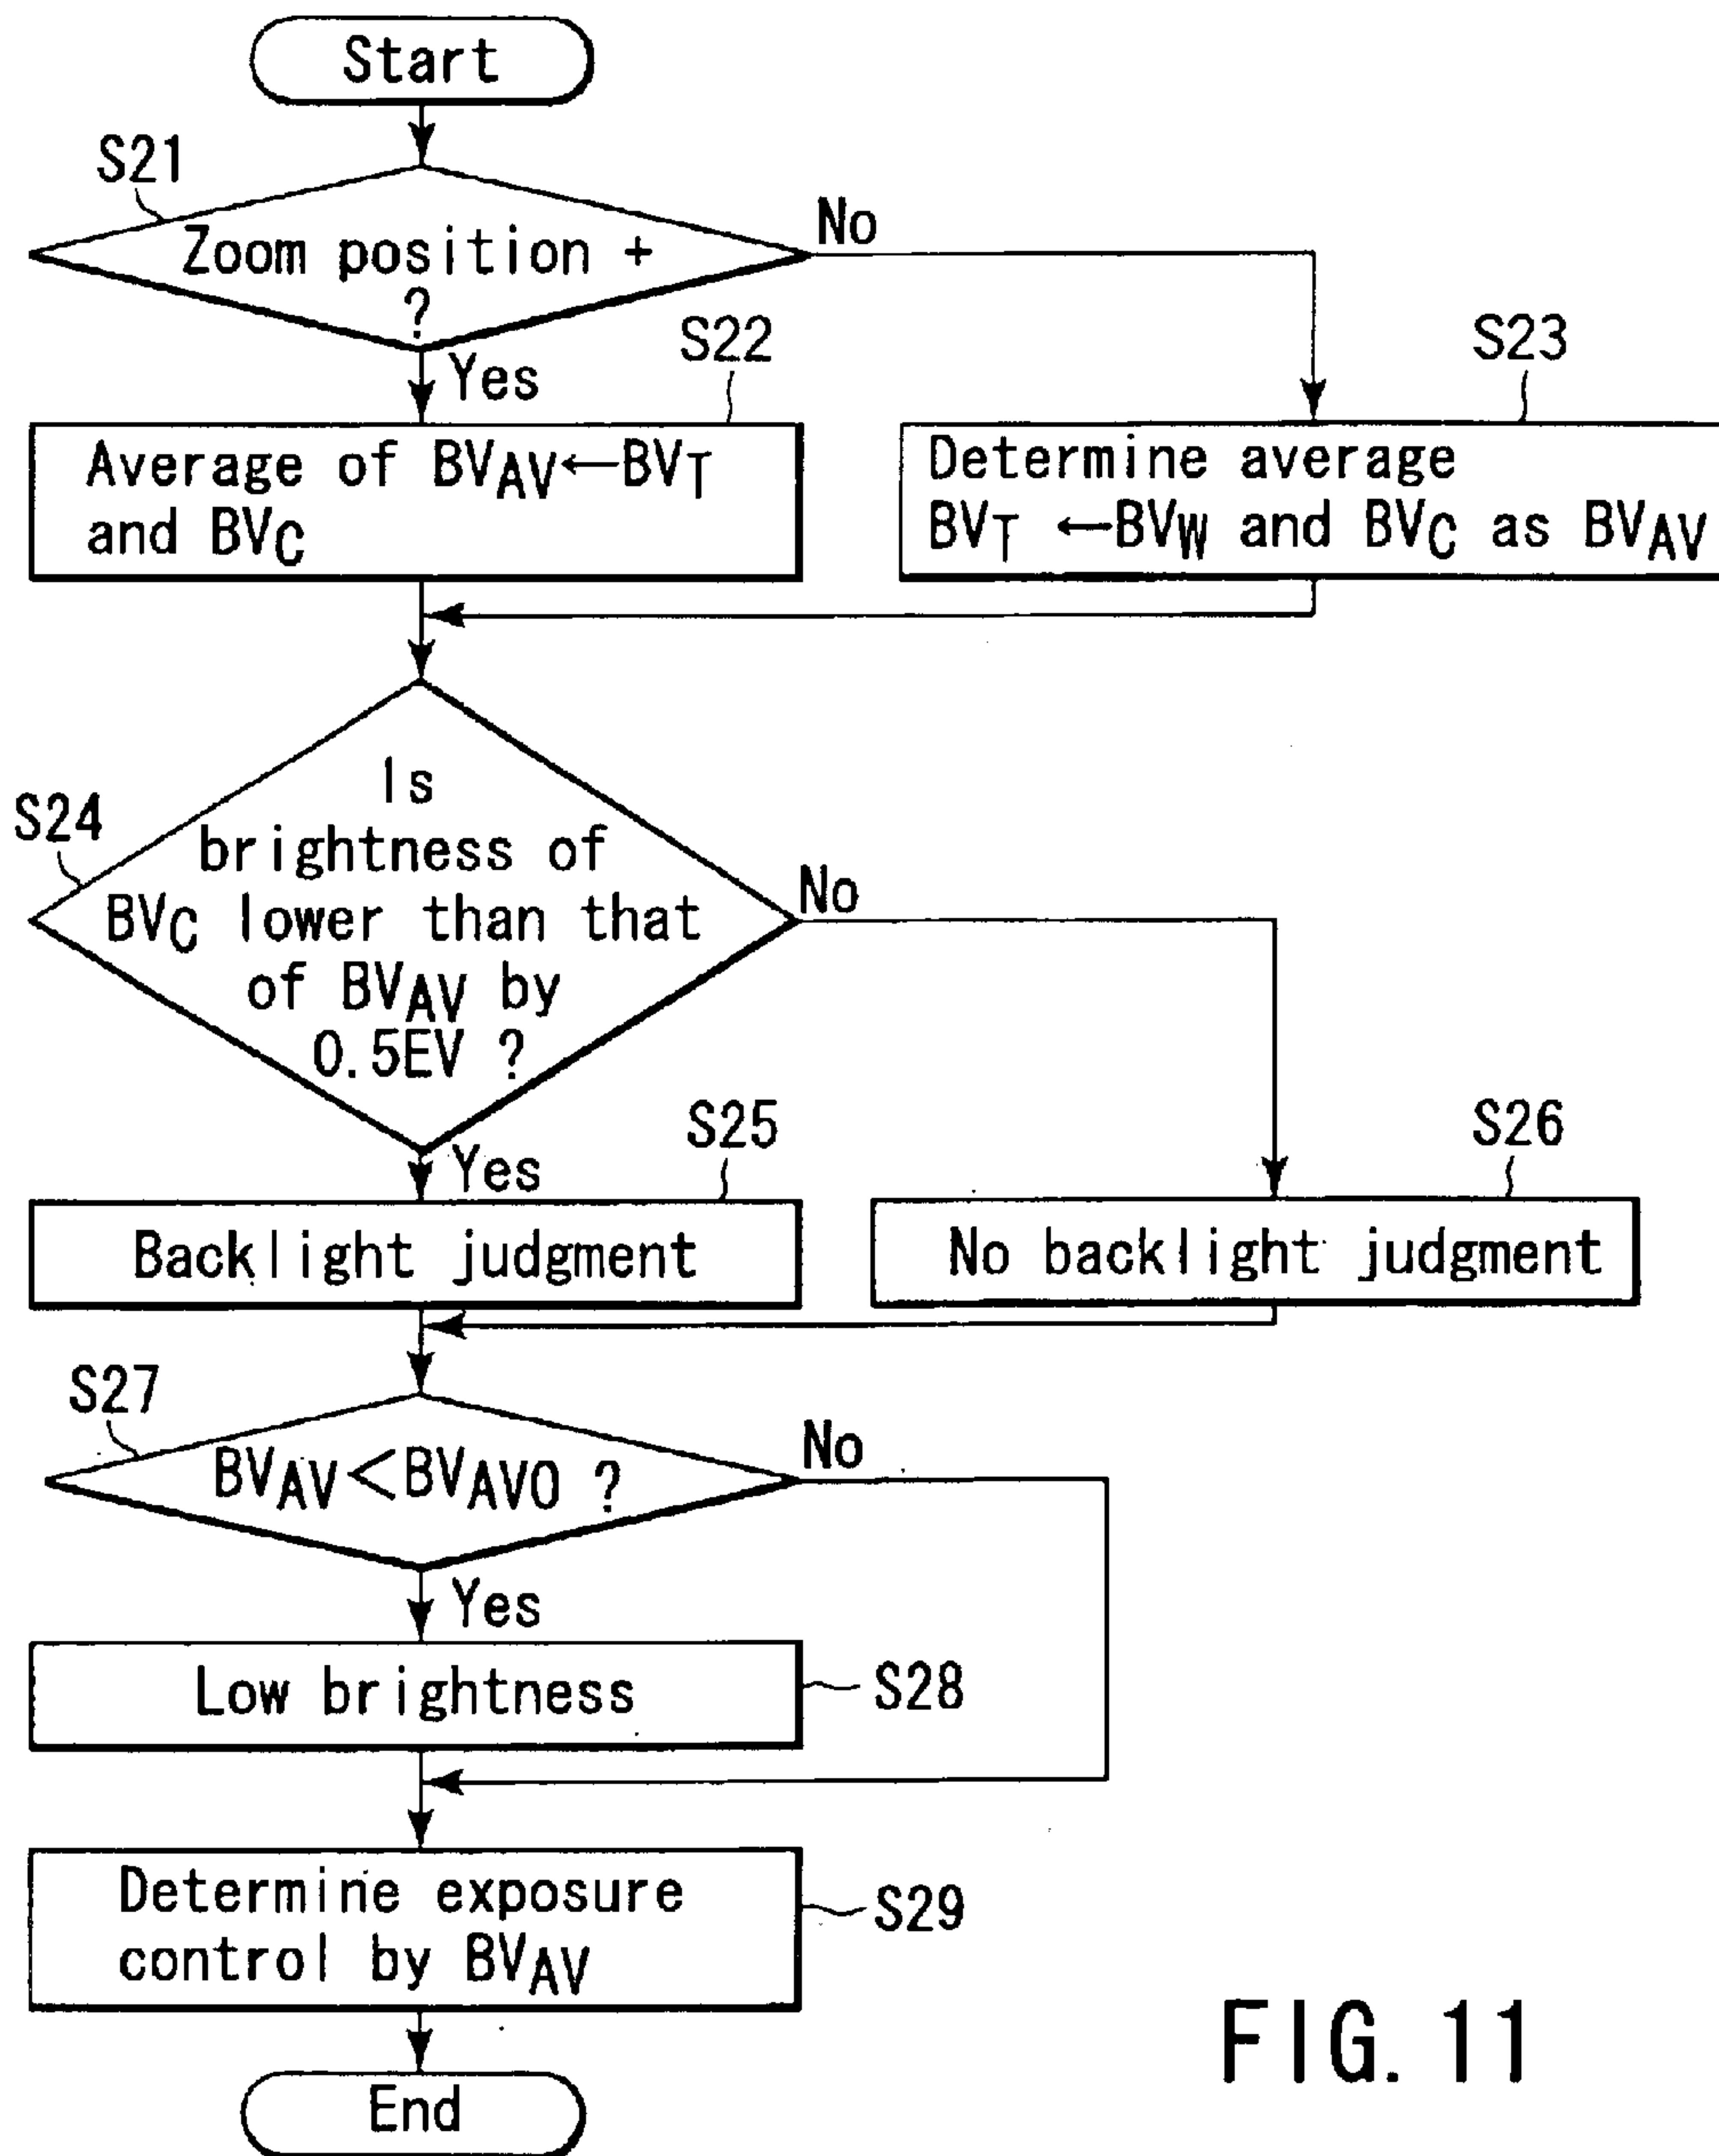 Start
S21
Zoom position +
?
No
Yes
S22
Average of BVAV←BVT
and BVC
S23
Determine average
BVT ←BVW and BVC as BVAV
S24
Is
brightness of
BVC lower than that
of BVAV by
0.5EV ?
No
Yes
S25
Backlight judgment
S26
No backlight judgment
S27
BVAV<BVAVO ?
No
Yes
Low brightness
S28
Determine exposure
control by BVAV
S29
End
FIG. 11